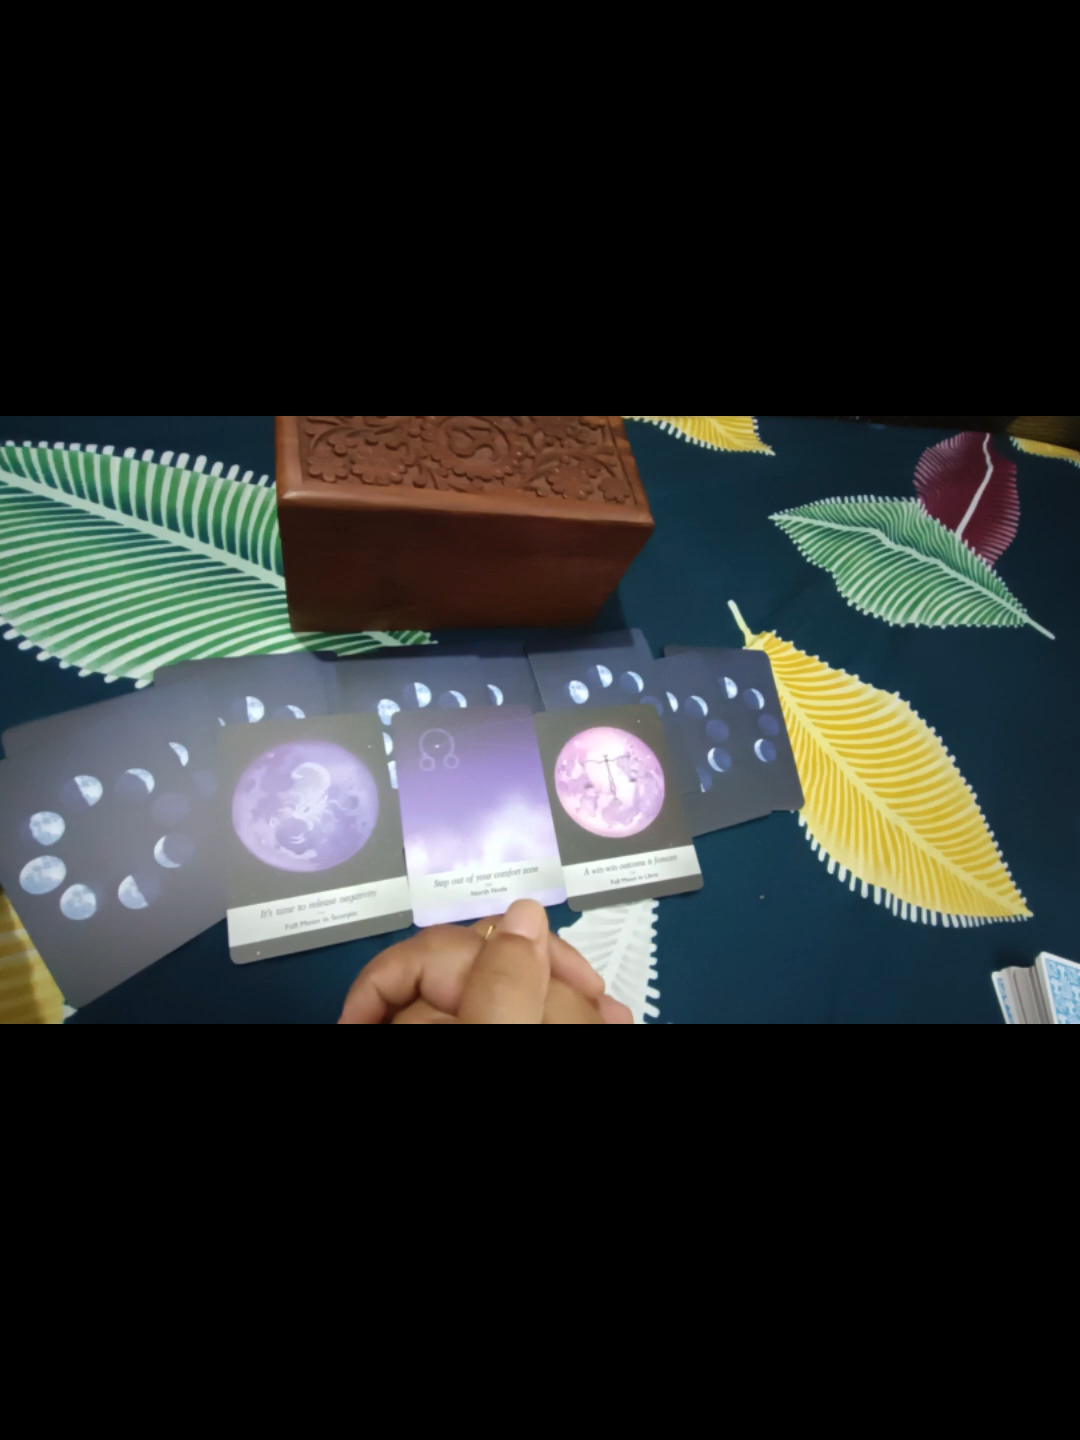 It's time to release negativity
Full Moon in Scorpio
Step out of your comfort zone
North Node
A win-win outcome is forecast
Full Moon in Libra